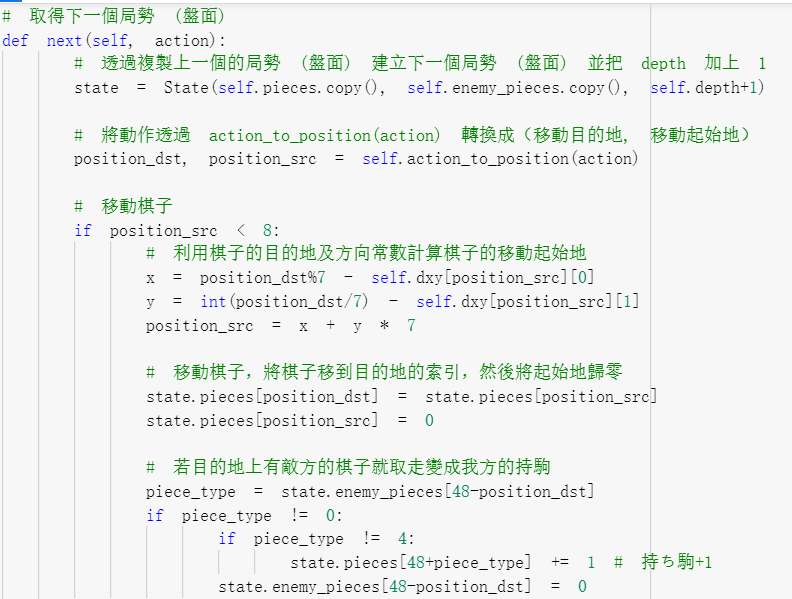 # 取得下一個局勢 (盤面)
def next(self, action):
# 透過複製上一個的局勢 (盤面) 建立下一個局勢 (盤面) 並把 depth 加上 1
state = State(self.pieces.copy(), self.enemy_pieces.copy(), self.depth+1)
# 將動作透過 action_to_position(action) 轉換成（移動目的地, 移動起始地）
position_dst, position_src = self.action_to_position(action)
# 移動棋子
if position_src < 8:
# 利用棋子的目的地及方向常數計算棋子的移動起始地
x = position_dst%7 - self.dxy[position_src][0]
y = int(position_dst/7) - self.dxy[position_src][1]
position_src = x + y * 7
# 移動棋子，將棋子移到目的地的索引，然後將起始地歸零
state.pieces[position_dst] = state.pieces[position_src]
state.pieces[position_src] = 0
# 若目的地上有敵方的棋子就取走變成我方的持駒
piece_type = state.enemy_pieces[48-position_dst]
if piece_type != 0:
if piece_type != 4:
state.pieces[48+piece_type] += 1 # 持ち駒+1
state.enemy_pieces[48-position_dst] = 0